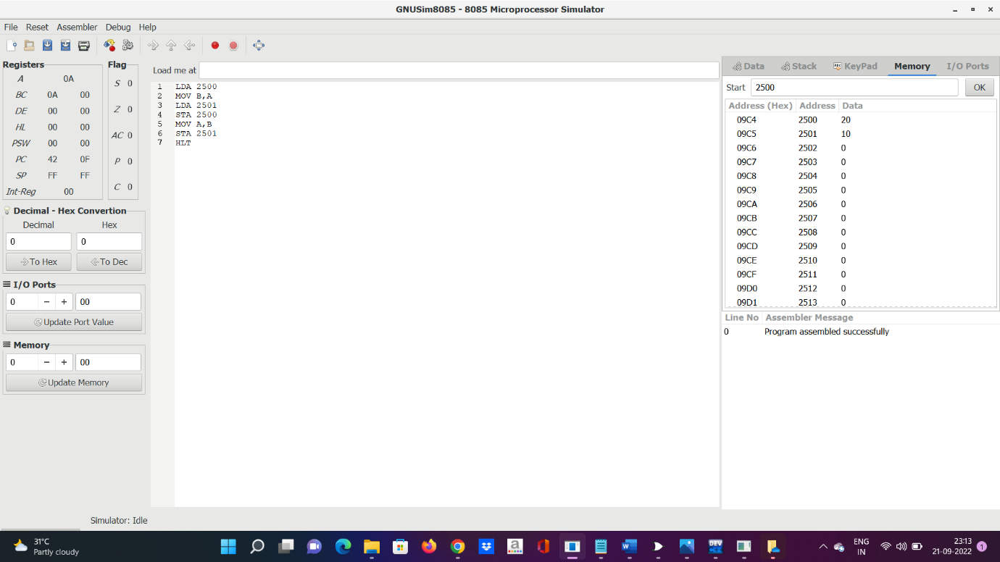 GNUSim8085 - 8085 Microprocessor Simulator
File Reset Assembler Debug Help
Registers
A 0A
BC 0A 00
DE 00 00
HL 00 00
PSW 00 00
PC 42 0F
SP FF FF
Int-Reg 00
Flag
S 0
Z 0
AC 0
P 0
C 0
Decimal - Hex Convertion
Decimal Hex
0 0
To Hex To Dec
I/O Ports
0 − + 00
Update Port Value
Memory
0 − + 00
Update Memory
Load me at
1 LDA 2500
2 MOV B,A
3 LDA 2501
4 STA 2500
5 MOV A,B
6 STA 2501
7 HLT
Data Stack Abc KeyPad Memory I/O Ports
Start 2500 OK
Address (Hex) Address Data
09C4 2500 20
09C5 2501 10
09C6 2502 0
09C7 2503 0
09C8 2504 0
09C9 2505 0
09CA 2506 0
09CB 2507 0
09CC 2508 0
09CD 2509 0
09CE 2510 0
09CF 2511 0
09D0 2512 0
09D1 2513 0
Line No Assembler Message
0 Program assembled successfully
Simulator: Idle
31°C
Partly cloudy
a
W
DEV
C++
ENG
IN
23:13
21-09-2022
1